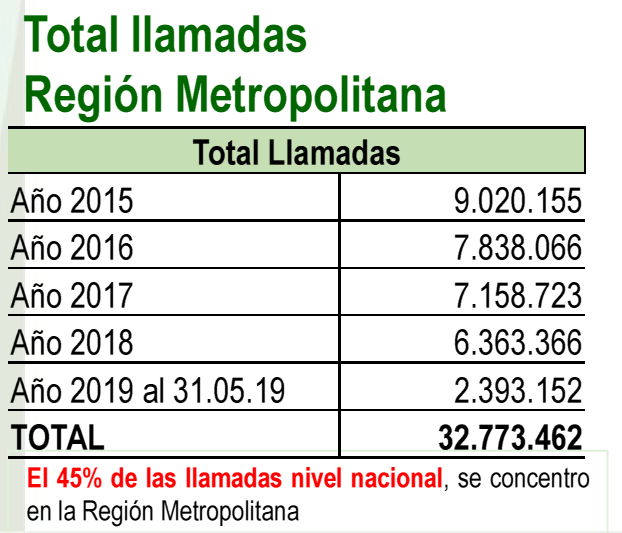 Total llamadas
Región Metropolitana
Total Llamadas
Año 2015 9.020.155
Año 2016 7.838.066
Año 2017 7.158.723
Año 2018 6.363.366
Año 2019 al 31.05.19 2.393.152
TOTAL 32.773.462
El 45% de las llamadas nivel nacional, se concentro
en la Región Metropolitana